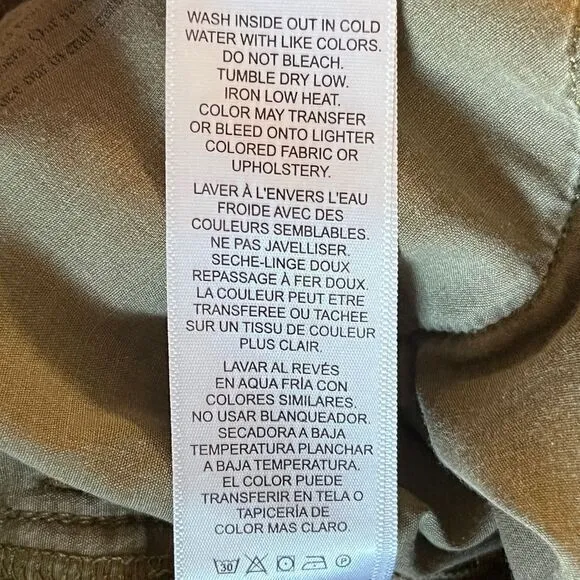 WASH INSIDE OUT IN COLD
WATER WITH LIKE COLORS.
DO NOT BLEACH.
TUMBLE DRY LOW.
IRON LOW HEAT.
COLOR MAY TRANSFER
OR BLEED ONTO LIGHTER
COLORED FABRIC OR
UPHOLSTERY.
LAVER À L'ENVERS L'EAU
FROIDE AVEC DES
COULEURS SEMBLABLES.
NE PAS JAVELLISER.
SECHE-LINGE DOUX
REPASSAGE À FER DOUX.
LA COULEUR PEUT ETRE
TRANSFEREE OU TACHEE
SUR UN TISSU DE COULEUR
PLUS CLAIR.
LAVAR AL REVÉS
EN AQUA FRÍA CON
COLORES SIMILARES.
NO USAR BLANQUEADOR.
SECADORA A BAJA
TEMPERATURA PLANCHAR
A BAJA TEMPERATURA.
EL COLOR PUEDE
TRANSFERIR EN TELA O
TAPICERÍA DE
COLOR MAS CLARO.
30 P